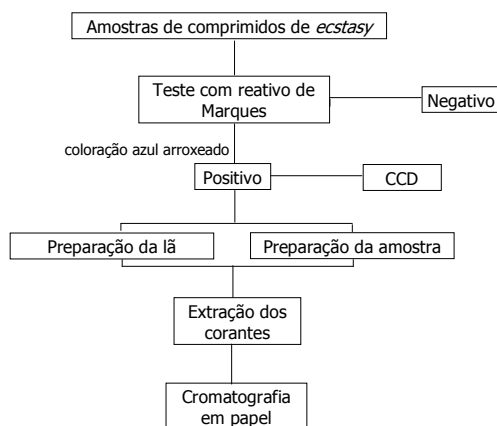 Amostras de comprimidos de ecstasy
Teste com reativo de
Marques
Negativo
coloração azul arroxeado
Positivo
CCD
Preparação da lã
Preparação da amostra
Extração dos
corantes
Cromatografia
em papel